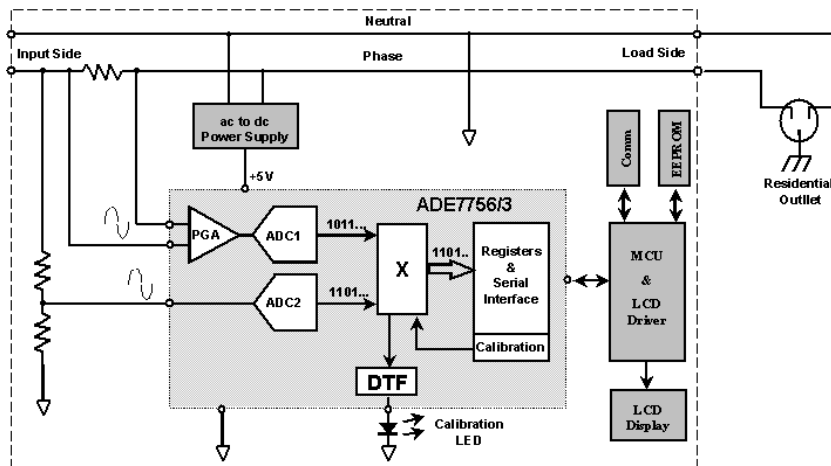 Neutral
Input Side
Phase
Load Side
ac to dc
Power Supply
+5V
ADE7756/3
PGA
ADC1
1011...
ADC2
1101...
X
1101..
Registers
&
Serial
Interface
Calibration
DTF
Calibration
LED
Comm
EEPROM
MCU
&
LCD
Driver
LCD
Display
Residential
Outllet